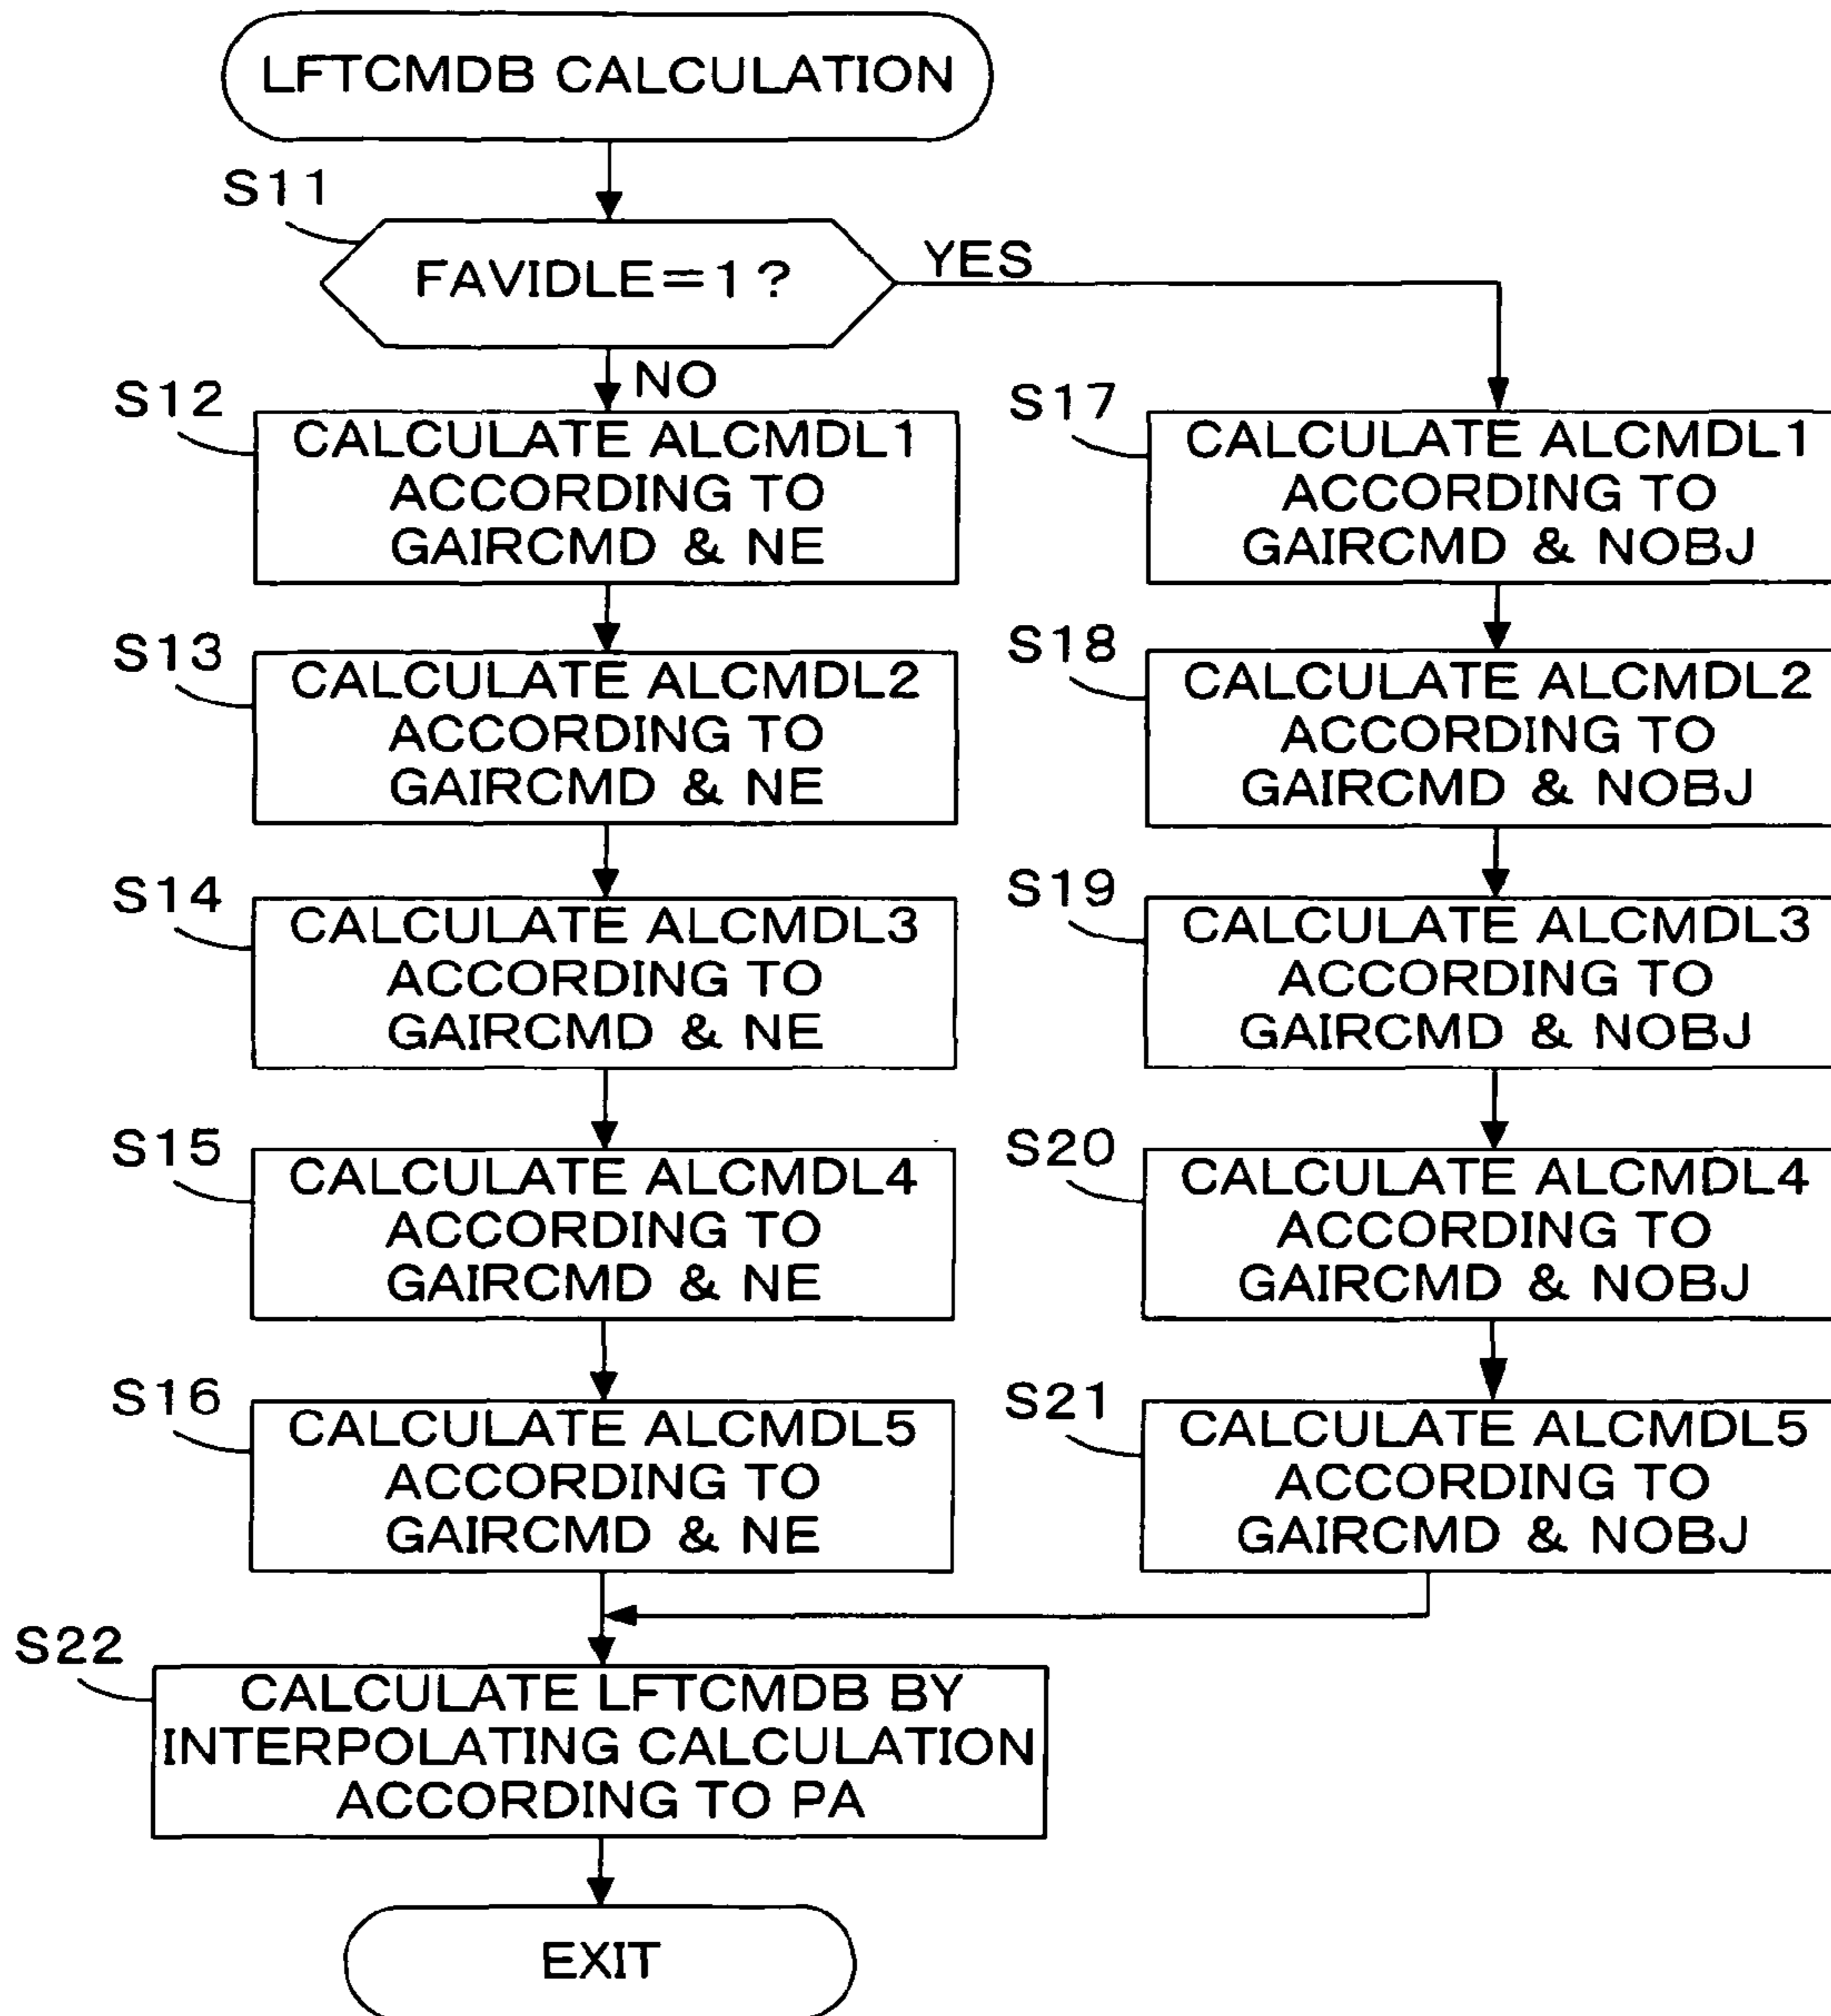 LFTCMDB CALCULATION
S11
FAVIDLE=1?
YES
NO
S12
CALCULATE ALCMDL1
ACCORDING TO
GAIRCMD & NE
S13
CALCULATE ALCMDL2
ACCORDING TO
GAIRCMD & NE
S14
CALCULATE ALCMDL3
ACCORDING TO
GAIRCMD & NE
S15
CALCULATE ALCMDL4
ACCORDING TO
GAIRCMD & NE
S16
CALCULATE ALCMDL5
ACCORDING TO
GAIRCMD & NE
S17
CALCULATE ALCMDL1
ACCORDING TO
GAIRCMD & NOBJ
S18
CALCULATE ALCMDL2
ACCORDING TO
GAIRCMD & NOBJ
S19
CALCULATE ALCMDL3
ACCORDING TO
GAIRCMD & NOBJ
S20
CALCULATE ALCMDL4
ACCORDING TO
GAIRCMD & NOBJ
S21
CALCULATE ALCMDL5
ACCORDING TO
GAIRCMD & NOBJ
S22
CALCULATE LFTCMDB BY
INTERPOLATING CALCULATION
ACCORDING TO PA
EXIT